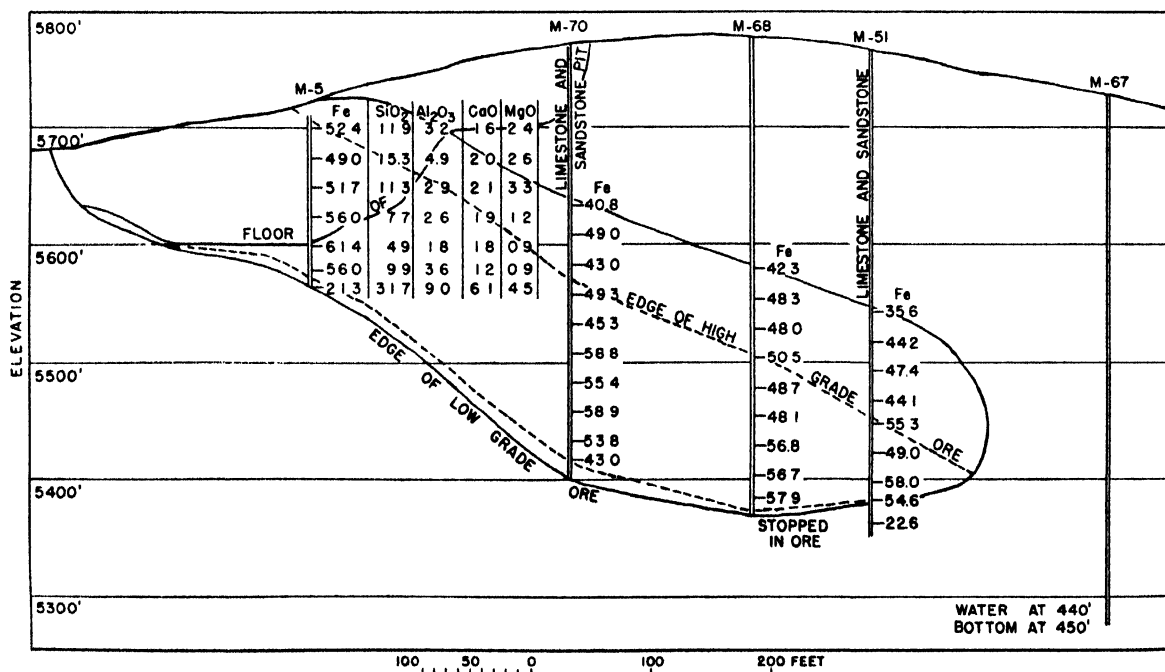 5800'
M-70
M-68
M-51
M-67
M-5
LIMESTONE AND
SANDSTONE PIT
LIMESTONE AND SANDSTONE
Fe SiO2 Al2O3 CaO MgO
52.4 11.9 3.2 1.6 2.4
49.0 15.3 4.9 2.0 2.6
51.7 11.3 2.9 2.1 3.3
56.0 7.7 2.6 1.9 1.2
61.4 4.9 1.8 1.8 0.9
56.0 9.9 3.6 1.2 0.9
21.3 31.7 9.0 6.1 4.5
5700'
OF
FLOOR
5600'
Fe
40.8
49.0
43.0
49.3
45.3
58.8
55.4
58.9
53.8
43.0
Fe
42.3
48.3
48.0
50.5
48.7
48.1
56.8
56.7
57.9
Fe
35.6
44.2
47.4
44.1
55.3
49.0
58.0
54.6
22.6
EDGE OF HIGH GRADE ORE
ELEVATION
5500'
EDGE OF LOW GRADE ORE
5400'
STOPPED
IN ORE
5300'
WATER AT 440'
BOTTOM AT 450'
100 50 0 100 200 FEET